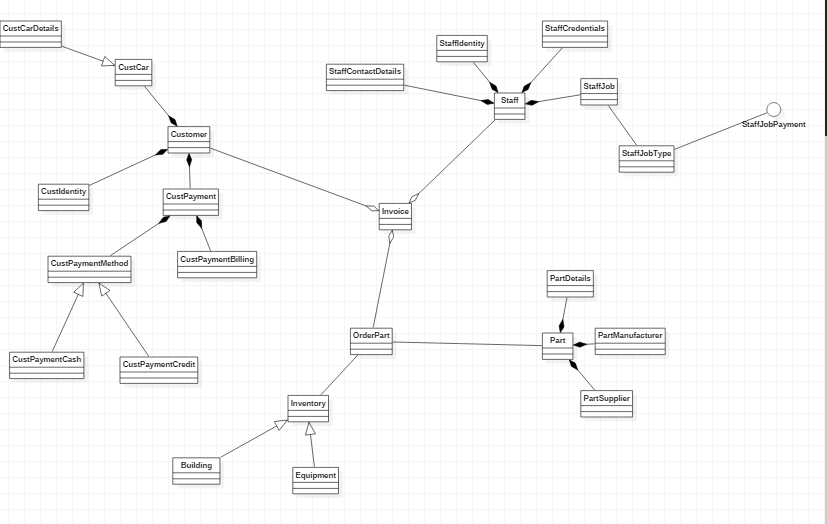 CustCarDetails
StaffCredentials
StaffIdentity
CustCar
StaffContactDetails
StaffJob
Staff
StaffJobPayment
Customer
StaffJobType
CustIdentity
CustPayment
Invoice
CustPaymentMethod
CustPaymentBilling
PartDetails
OrderPart
Part
PartManufacturer
CustPaymentCash
CustPaymentCredit
Inventory
PartSupplier
Building
Equipment